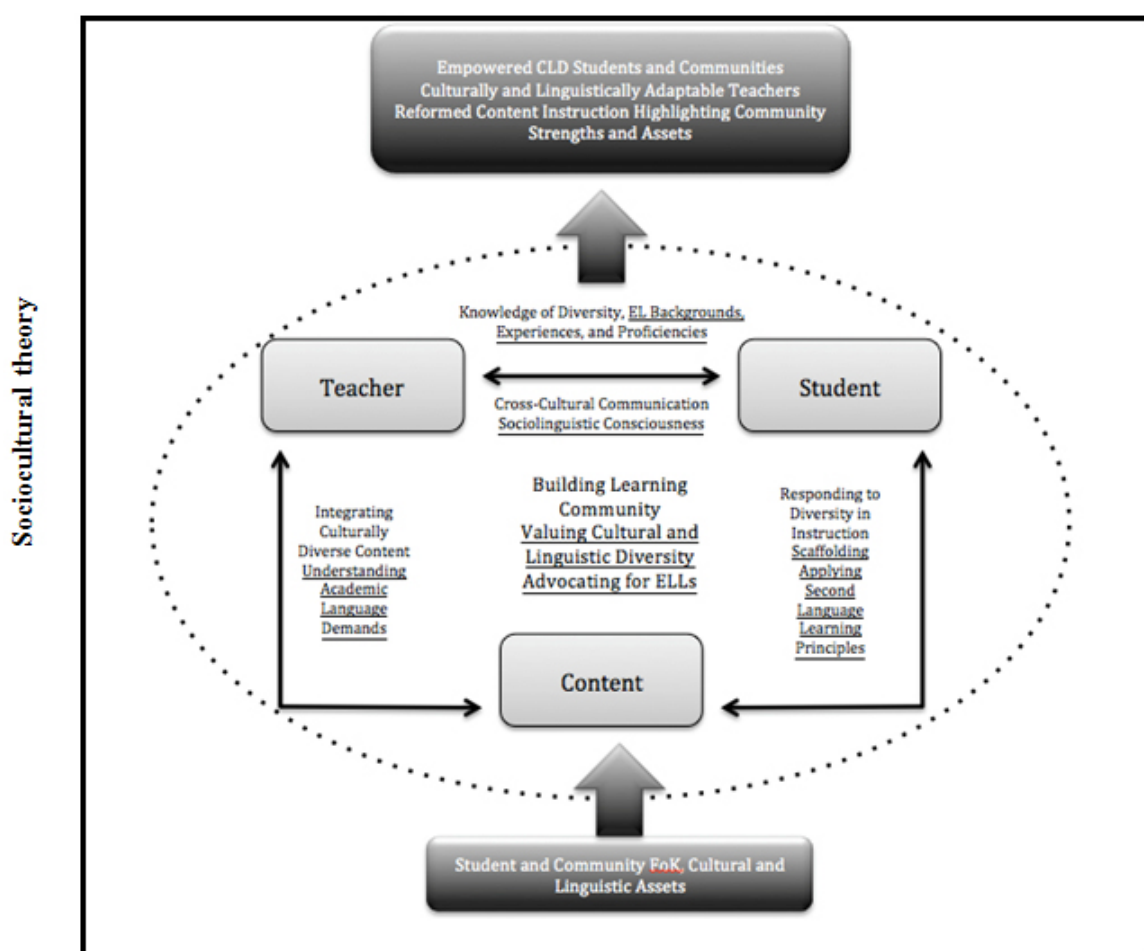 Sociocultural theory
Empowered CLD Students and Communities
Culturally and Linguistically Adaptable Teachers
Reformed Content Instruction Highlighting Community
Strengths and Assets
Knowledge of Diversity, EL Backgrounds,
Experiences, and Proficiencies
Teacher
Student
Cross-Cultural Communication
Sociolinguistic Consciousness
Integrating
Culturally
Diverse Content
Understanding
Academic
Language
Demands
Building Learning
Community
Valuing Cultural and
Linguistic Diversity
Advocating for ELLs
Responding to
Diversity in
Instruction
Scaffolding
Applying
Second
Language
Learning
Principles
Content
Student and Community FoK, Cultural and
Linguistic Assets